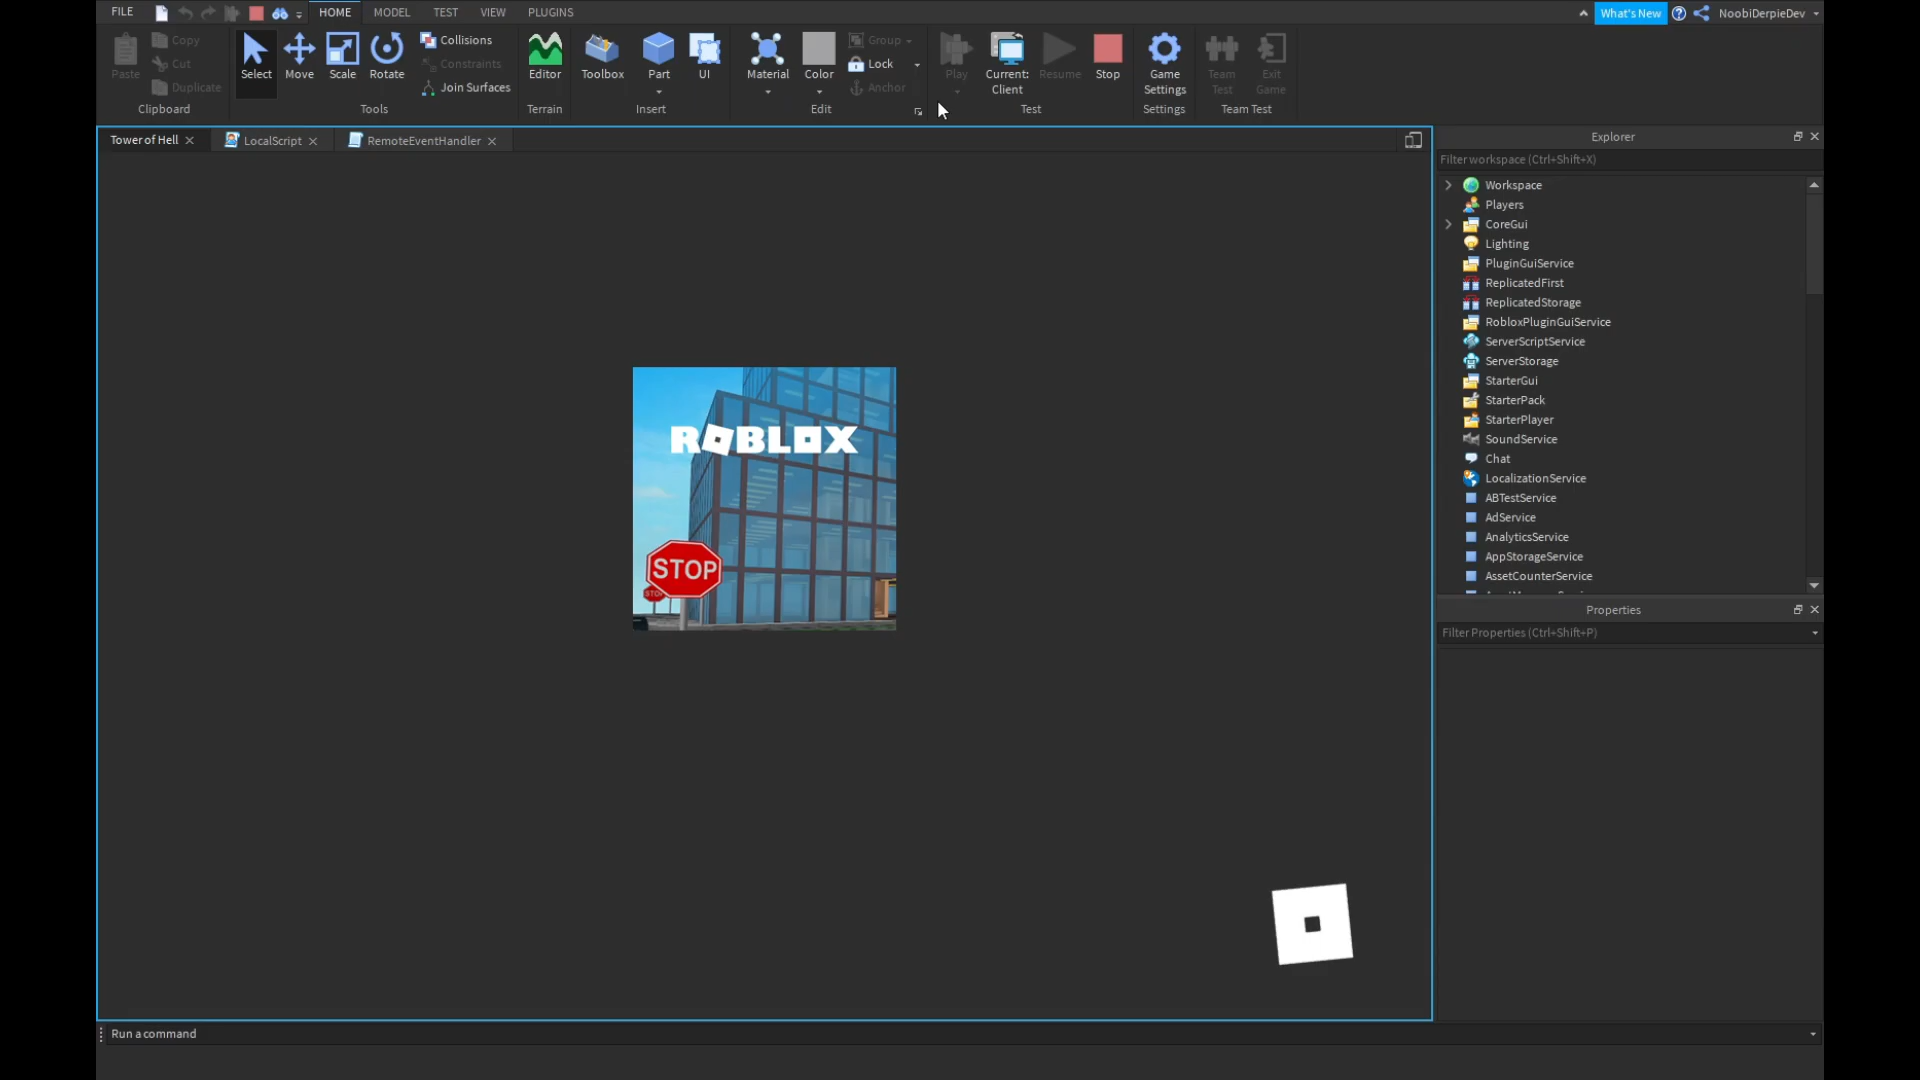 FILE HOME MODEL TEST VIEW PLUGINS What's New NoobiDerpieDev
Paste Copy Cut Duplicate Clipboard
Select Move Scale Rotate Collisions Constraints Join Surfaces Tools
Editor Terrain
Toolbox Part UI Insert
Material Color Group Lock Anchor Edit
Play Current: Client Resume Stop Test
Game Settings Settings
Team Test Exit Game Team Test
Tower of Hell LocalScript RemoteEventHandler
ROBLOX
STOP
Explorer
Filter workspace (Ctrl+Shift+X)
Workspace
Players
CoreGui
Lighting
PluginGuiService
ReplicatedFirst
ReplicatedStorage
RobloxPluginGuiService
ServerScriptService
ServerStorage
StarterGui
StarterPack
StarterPlayer
SoundService
Chat
LocalizationService
ABTestService
AdService
AnalyticsService
AppStorageService
AssetCounterService
Properties
Filter Properties (Ctrl+Shift+P)
Run a command